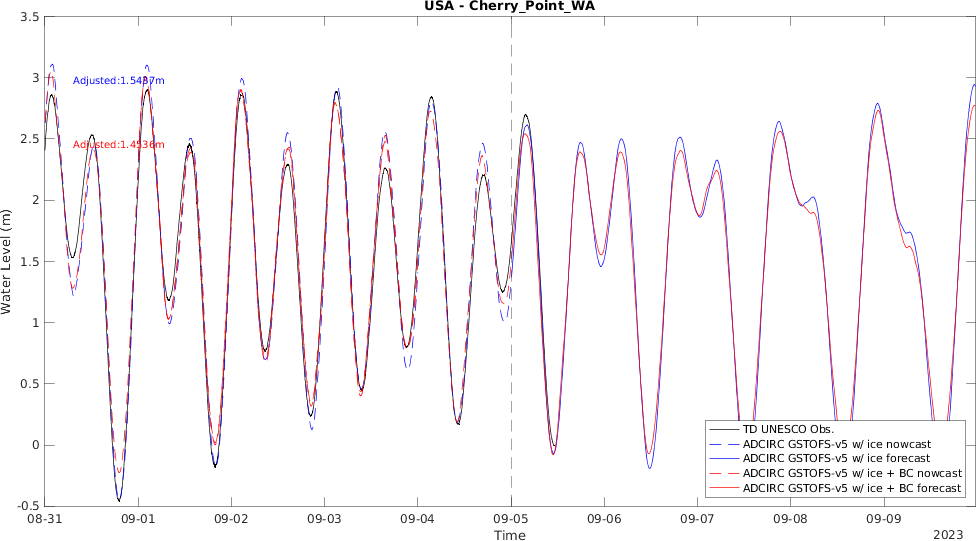 USA - Cherry_Point_WA
3.5
3
2.5
2
1.5
1
0.5
0
-0.5
Water Level (m)
Adjusted:1.5437m
Adjusted:1.4536m
TD UNESCO Obs.
ADCIRC GSTOFS-v5 w/ ice nowcast
ADCIRC GSTOFS-v5 w/ ice forecast
ADCIRC GSTOFS-v5 w/ ice + BC nowcast
ADCIRC GSTOFS-v5 w/ ice + BC forecast
08-31 09-01 09-02 09-03 09-04 09-05 09-06 09-07 09-08 09-09
Time
2023